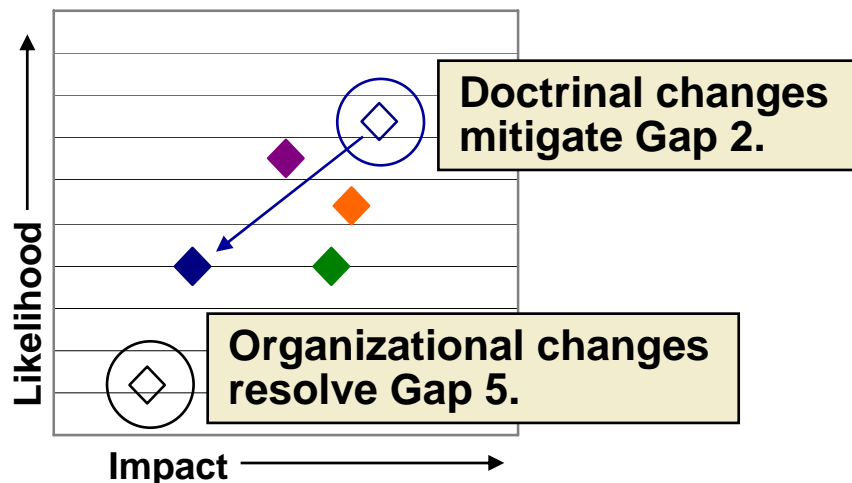 Doctrinal changes
mitigate Gap 2.
Likelihood
Organizational changes
resolve Gap 5.
Impact